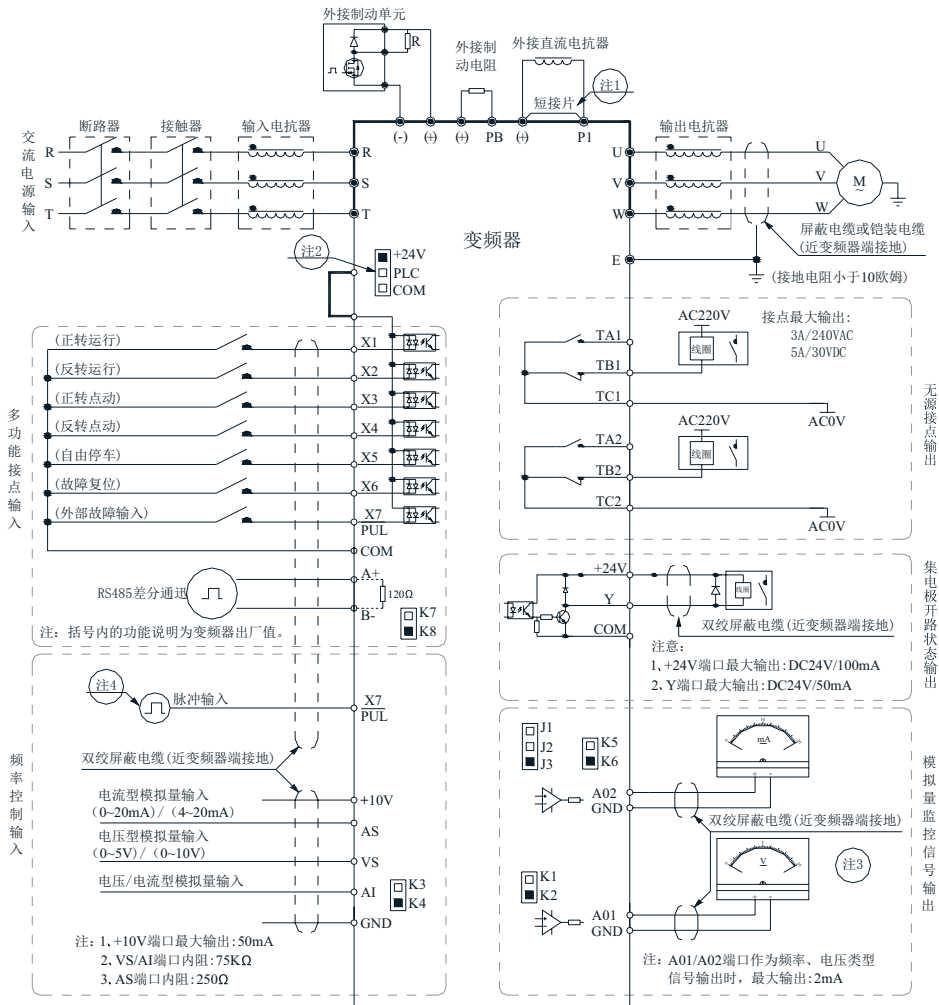 外接制动单元
R
外接制
动电阻
外接直流电抗器
注1
短接片
(-)
(+)
(+)
PB
(+)
P1
交流电源输入
断路器
接触器
输入电抗器
R
S
T
R
S
T
输出电抗器
U
V
W
U
V
W
M
~
屏蔽电缆或铠装电缆
(近变频器端接地)
变频器
E
(接地电阻小于10欧姆)
注2
+24V
PLC
COM
多功能接点输入
(正转运行)
X1
(反转运行)
X2
(正转点动)
X3
(反转点动)
X4
(自由停车)
X5
(故障复位)
X6
(外部故障输入)
X7
PUL
COM
RS485差分通迅
A+
120Ω
B-
K7
K8
注：括号内的功能说明为变频器出厂值。
频率控制输入
注4
脉冲输入
X7
PUL
双绞屏蔽电缆(近变频器端接地)
电流型模拟量输入
(0~20mA)/（4~20mA）
+10V
AS
电压型模拟量输入
(0~5V)/（0~10V）
VS
电压/电流型模拟量输入
AI
K3
K4
GND
注：1、+10V端口最大输出:50mA
2、VS/AI端口内阻:75KΩ
3、AS端口内阻:250Ω
无源接点输出
TA1
TB1
TC1
AC220V
线圈
接点最大输出:
3A/240VAC
5A/30VDC
AC0V
TA2
TB2
TC2
AC220V
线圈
AC0V
集电极开路状态输出
+24V
Y
COM
线圈
双绞屏蔽电缆(近变频器端接地)
注意：
1、+24V端口最大输出:DC24V/100mA
2、Y端口最大输出:DC24V/50mA
模拟量监控信号输出
J1
J2
J3
K5
K6
mA
A02
GND
双绞屏蔽电缆(近变频器端接地)
V
注3
K1
K2
A01
GND
注: A01/A02端口作为频率、电压类型
信号输出时，最大输出:2mA